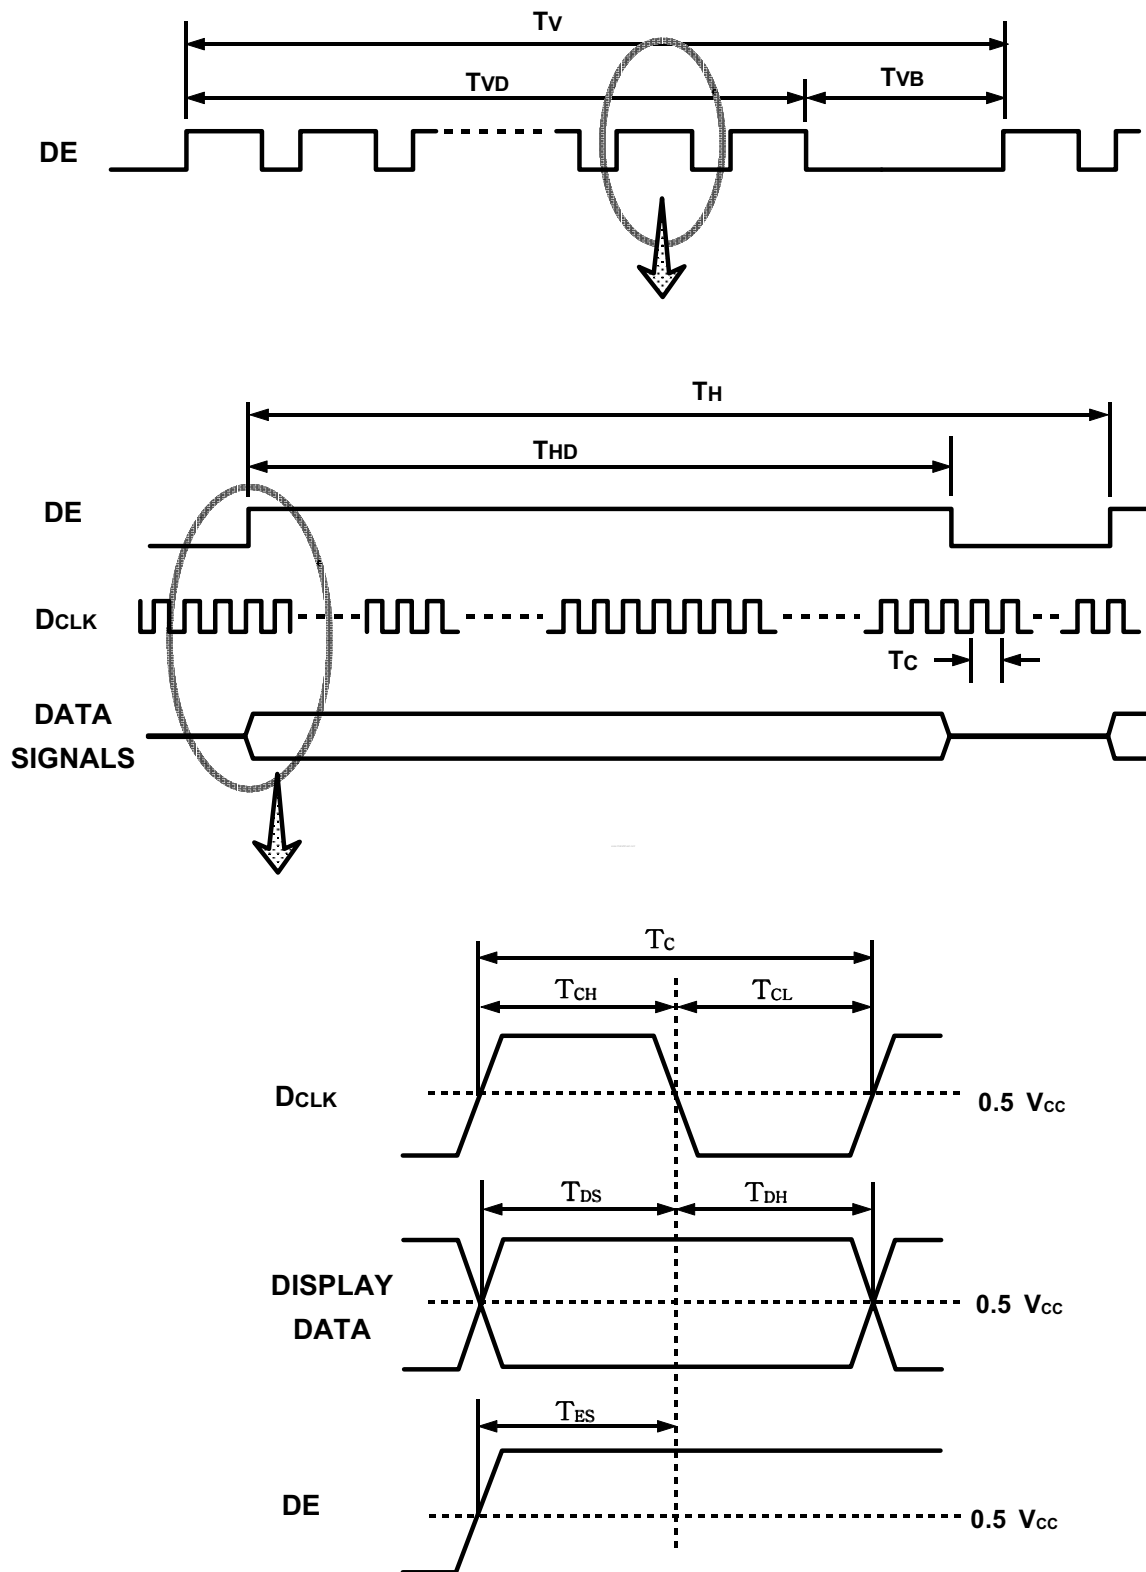 TV
TVD
TVB
DE
TH
THD
DE
DCLK
TC
DATA
SIGNALS
TC
TCH
TCL
DCLK
0.5 VCC
TDS
TDH
DISPLAY
DATA
0.5 VCC
TES
DE
0.5 VCC